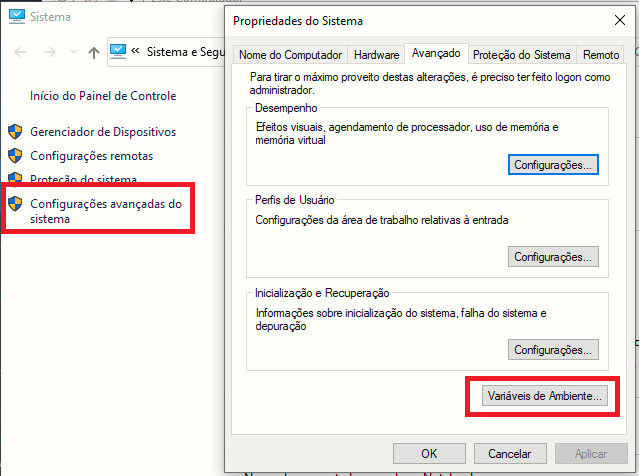 Este Computador
Sistema
Sistema e Segu
Início do Painel de Controle
Gerenciador de Dispositivos
Configurações remotas
Proteção do sistema
Configurações avançadas do
sistema
Propriedades do Sistema
Nome do Computador
Hardware
Avançado
Proteção do Sistema
Remoto
Para tirar o máximo proveito destas alterações, é preciso ter feito logon como
administrador.
Desempenho
Efeitos visuais, agendamento de processador, uso de memória e
memória virtual
Configurações...
Perfis de Usuário
Configurações da área de trabalho relativas à entrada
Configurações...
Inicialização e Recuperação
Informações sobre inicialização do sistema, falha do sistema e
depuração
Configurações...
Variáveis de Ambiente...
OK
Cancelar
Aplicar